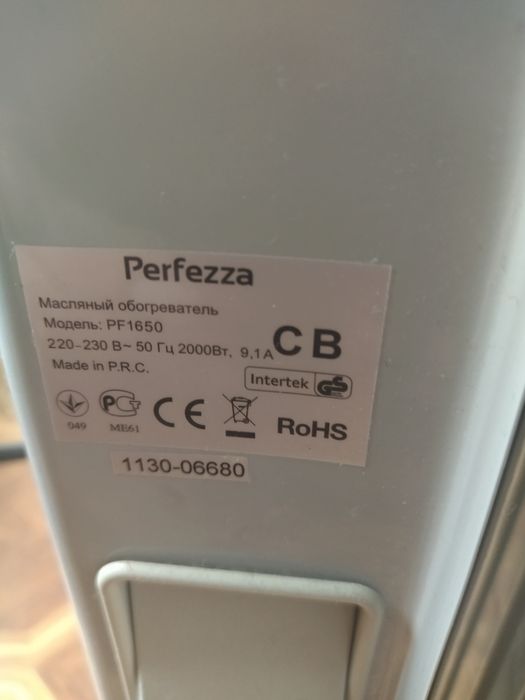 Perfezza
Масляный обогреватель
Модель: PF1650
220-230 В~ 50 Гц 2000Вт, 9,1А
CB
Made in P.R.C.
Intertek GS
049
РСТ
ME61
CE
RoHS
1130-06680